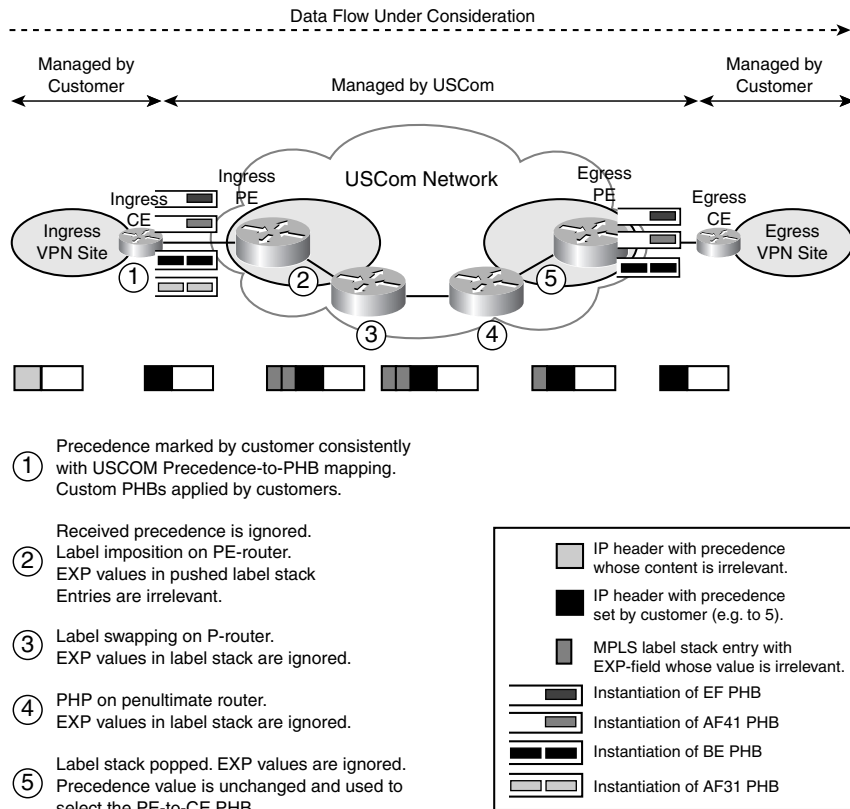 Data Flow Under Consideration
Managed by
Customer
Managed by USCom
Managed by
Customer
Ingress
CE
Ingress
PE
USCom Network
Egress
PE
Egress
CE
Ingress
VPN Site
Egress
VPN Site
1
2
3
4
5
1
Precedence marked by customer consistently
with USCOM Precedence-to-PHB mapping.
Custom PHBs applied by customers.
2
Received precedence is ignored.
Label imposition on PE-router.
EXP values in pushed label stack
Entries are irrelevant.
3
Label swapping on P-router.
EXP values in label stack are ignored.
4
PHP on penultimate router.
EXP values in label stack are ignored.
5
Label stack popped. EXP values are ignored.
Precedence value is unchanged and used to
select the PE-to-CE PHB
IP header with precedence
whose content is irrelevant.
IP header with precedence
set by customer (e.g. to 5).
MPLS label stack entry with
EXP-field whose value is irrelevant.
Instantiation of EF PHB
Instantiation of AF41 PHB
Instantiation of BE PHB
Instantiation of AF31 PHB